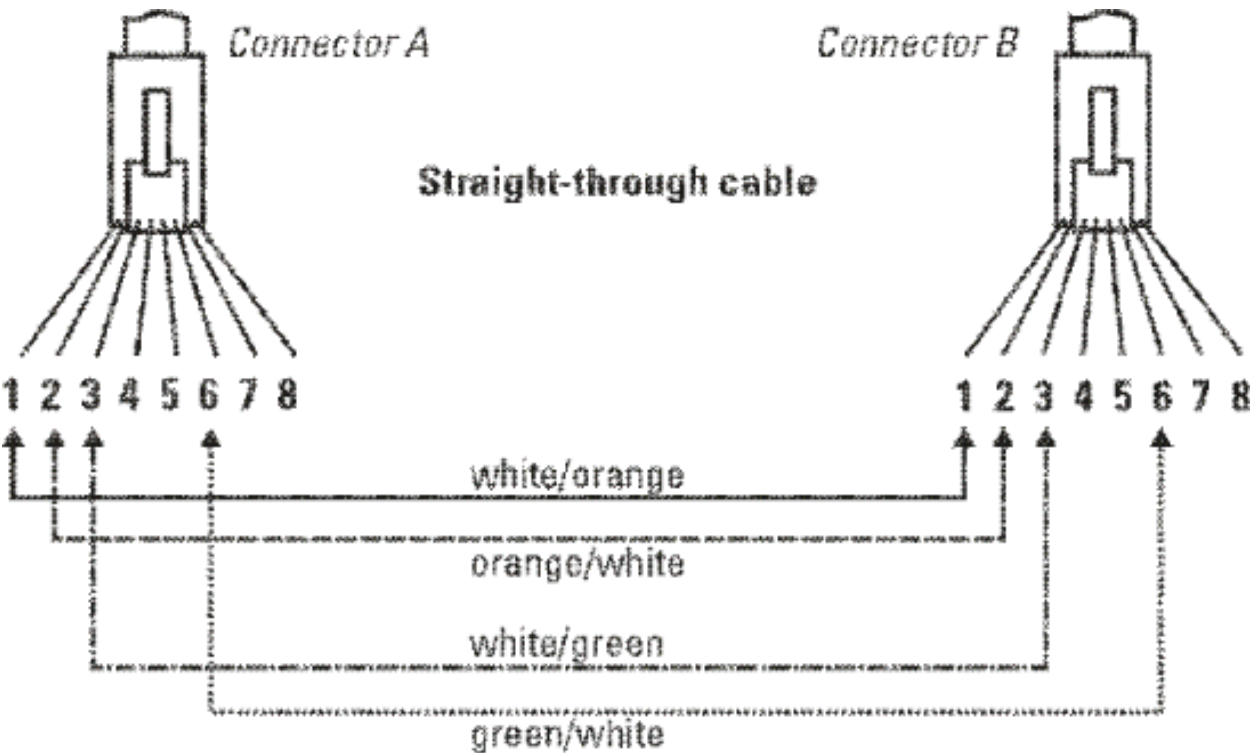 Connector A Connector B
Straight-through cable
1 2 3 4 5 6 7 8 1 2 3 4 5 6 7 8
white/orange
orange/white
white/green
green/white